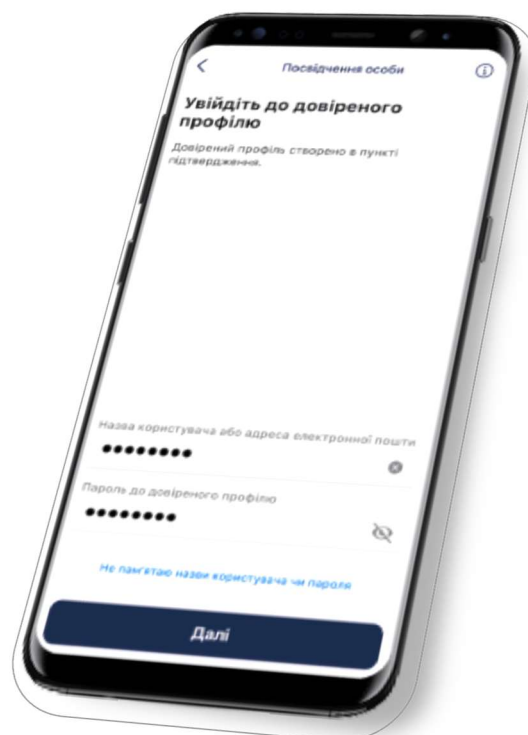 Посвідчення особи
Увійдіть до довіреного
профілю
Довірений профіль створено в пункті
підтвердження.
Назва користувача або адреса електронної пошти
●●●●●●●●
Пароль до довіреного профілю
●●●●●●●●
Не пам'ятаю назви користувача чи пароля
Далі